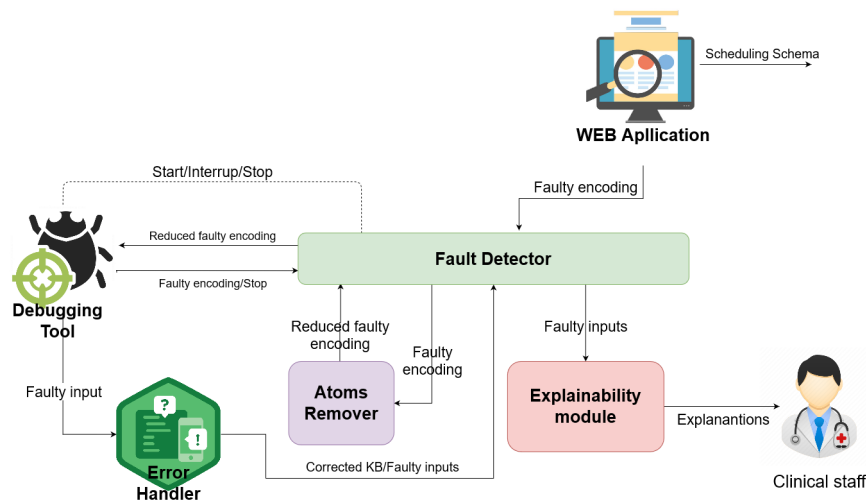 Scheduling Schema
WEB Apllication
Start/Interrup/Stop
Faulty encoding
Reduced faulty encoding
Fault Detector
Faulty encoding/Stop
Debugging
Tool
Reduced faulty
encoding
Faulty
encoding
Faulty inputs
Faulty input
Atoms
Remover
Explainability
module
Explanantions
?
!
Error
Handler
Corrected KB/Faulty inputs
Clinical staff